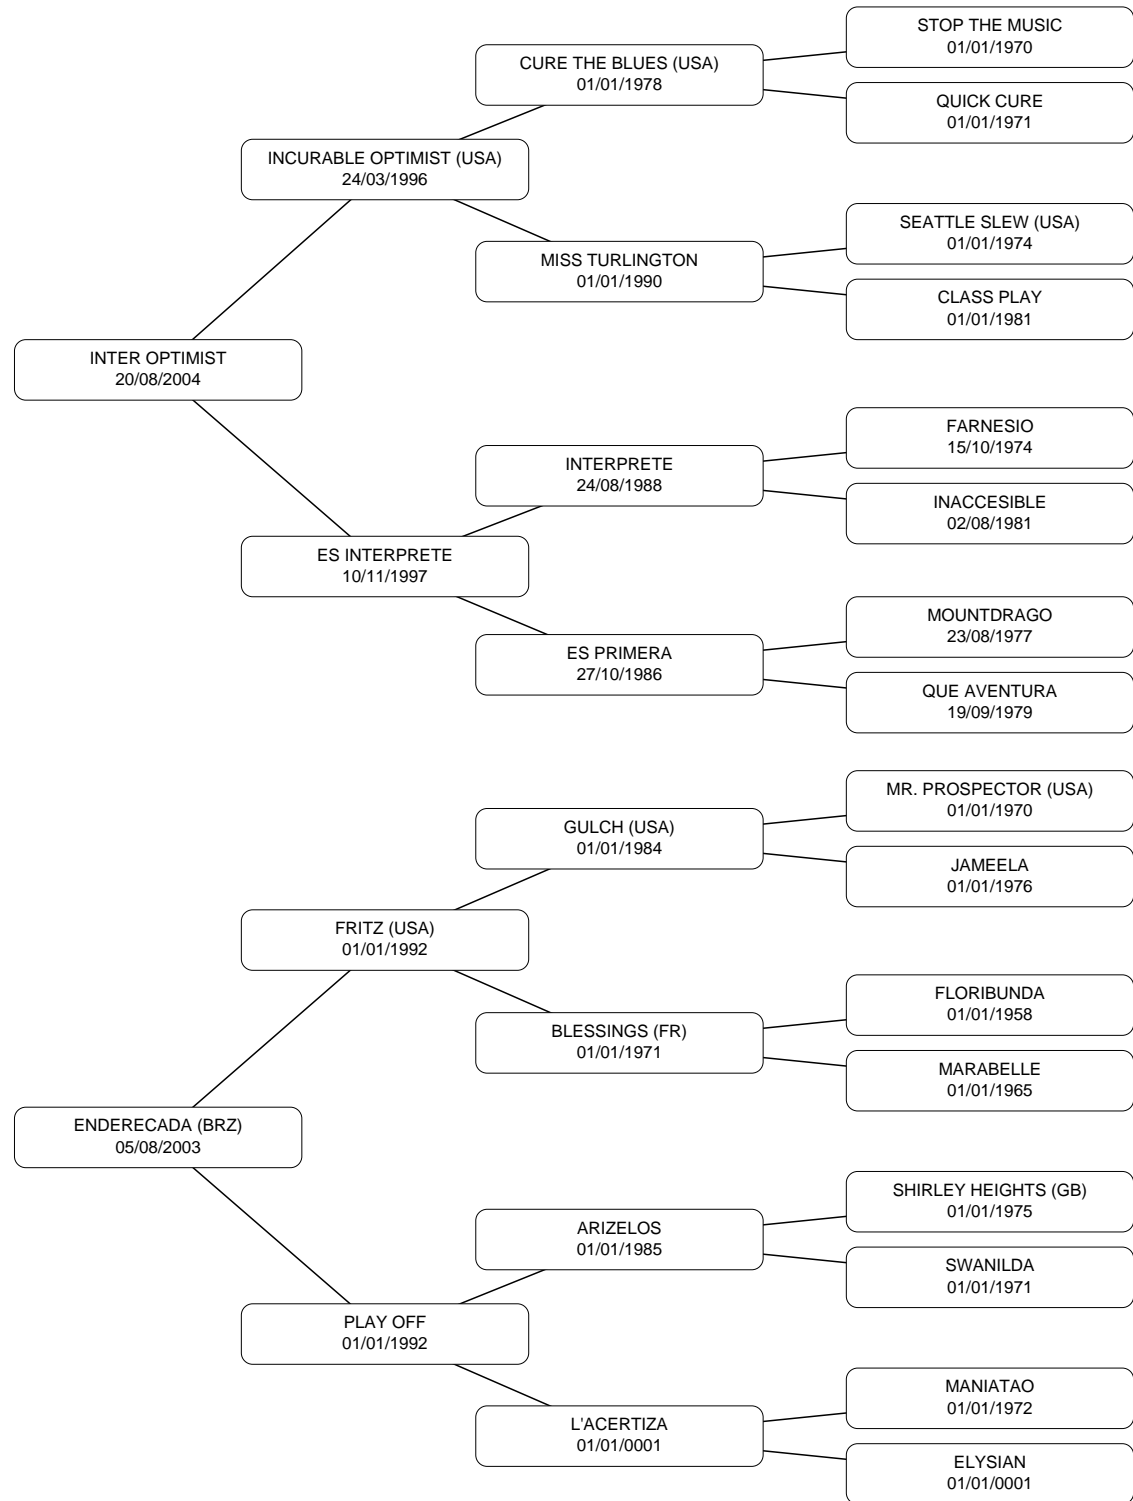 STOP THE MUSIC
01/01/1970
CURE THE BLUES (USA)
01/01/1978
QUICK CURE
01/01/1971
INCURABLE OPTIMIST (USA)
24/03/1996
SEATTLE SLEW (USA)
01/01/1974
MISS TURLINGTON
01/01/1990
CLASS PLAY
01/01/1981
INTER OPTIMIST
20/08/2004
FARNESIO
15/10/1974
INTERPRETE
24/08/1988
INACCESIBLE
02/08/1981
ES INTERPRETE
10/11/1997
MOUNTDRAGO
23/08/1977
ES PRIMERA
27/10/1986
QUE AVENTURA
19/09/1979
MR. PROSPECTOR (USA)
01/01/1970
GULCH (USA)
01/01/1984
JAMEELA
01/01/1976
FRITZ (USA)
01/01/1992
FLORIBUNDA
01/01/1958
BLESSINGS (FR)
01/01/1971
MARABELLE
01/01/1965
ENDERECADA (BRZ)
05/08/2003
SHIRLEY HEIGHTS (GB)
01/01/1975
ARIZELOS
01/01/1985
SWANILDA
01/01/1971
PLAY OFF
01/01/1992
MANIATAO
01/01/1972
L'ACERTIZA
01/01/0001
ELYSIAN
01/01/0001